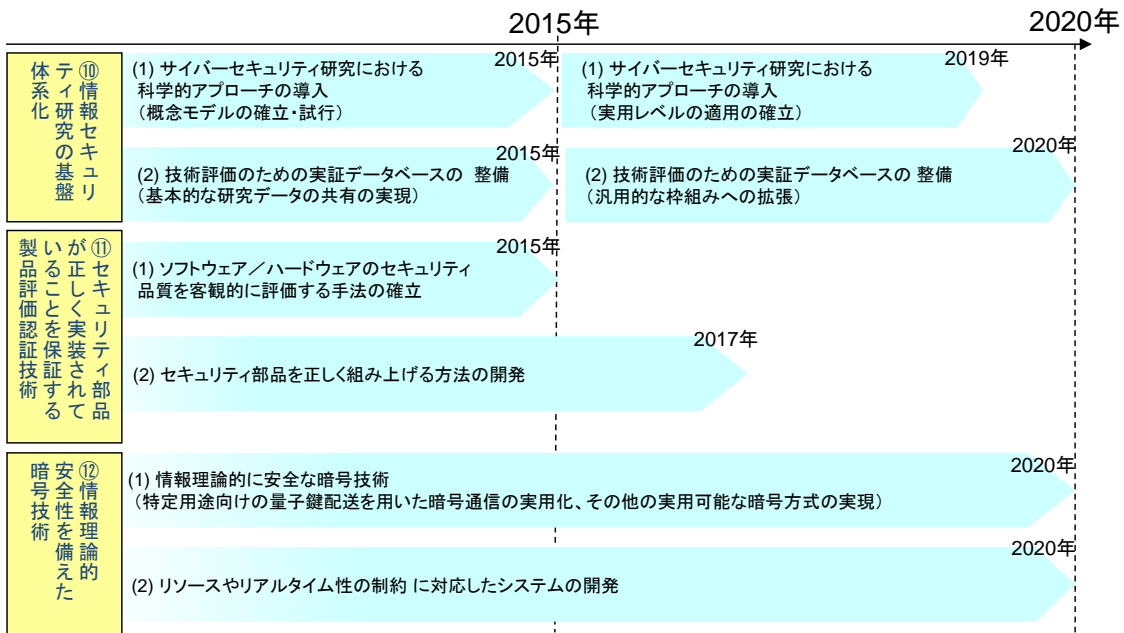 2015年
2020年
⑩情報セキュリ
ティ研究の基盤
体系化
2015年
(1) サイバーセキュリティ研究における
科学的アプローチの導入
(概念モデルの確立・試行)
2019年
(1) サイバーセキュリティ研究における
科学的アプローチの導入
(実用レベルの適用の確立)
2015年
(2) 技術評価のための実証データベースの 整備
(基本的な研究データの共有の実現)
2020年
(2) 技術評価のための実証データベースの 整備
(汎用的な枠組みへの拡張)
⑪セキュリティ部品
が正しく実装されて
いることを保証する
製品評価認証技術
2015年
(1) ソフトウェア／ハードウェアのセキュリティ
品質を客観的に評価する手法の確立
2017年
(2) セキュリティ部品を正しく組み上げる方法の開発
⑫情報理論的
安全性を備えた
暗号技術
2020年
(1) 情報理論的に安全な暗号技術
(特定用途向けの量子鍵配送を用いた暗号通信の実用化、その他の実用可能な暗号方式の実現)
2020年
(2) リソースやリアルタイム性の制約 に対応したシステムの開発